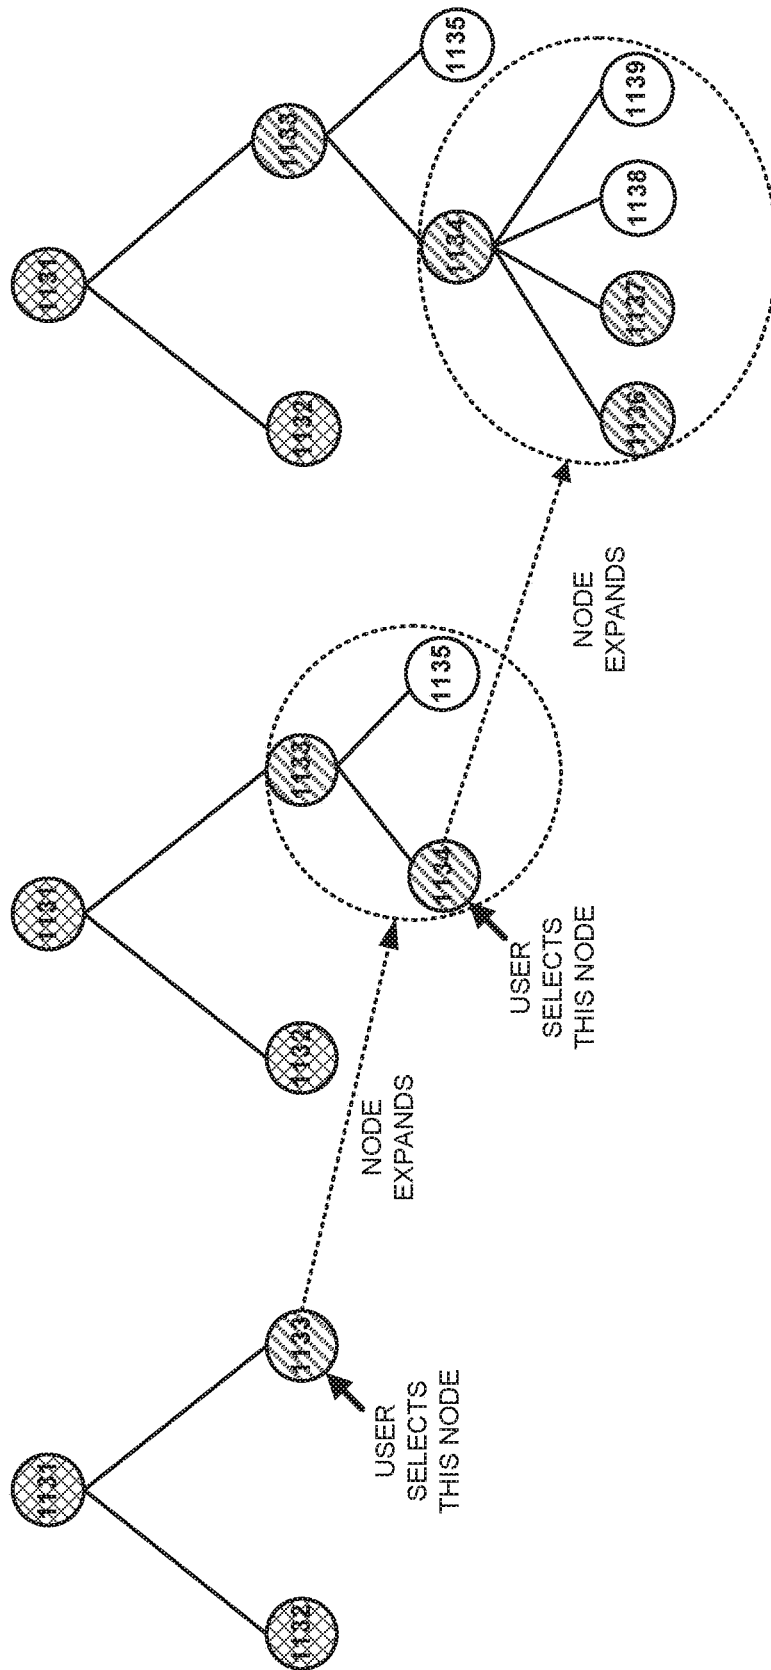 1131
1132
1133
USER
SELECTS
THIS NODE
NODE
EXPANDS
1131
1132
1133
1134
1135
USER
SELECTS
THIS NODE
NODE
EXPANDS
1131
1132
1133
1134
1135
1136
1137
1138
1139